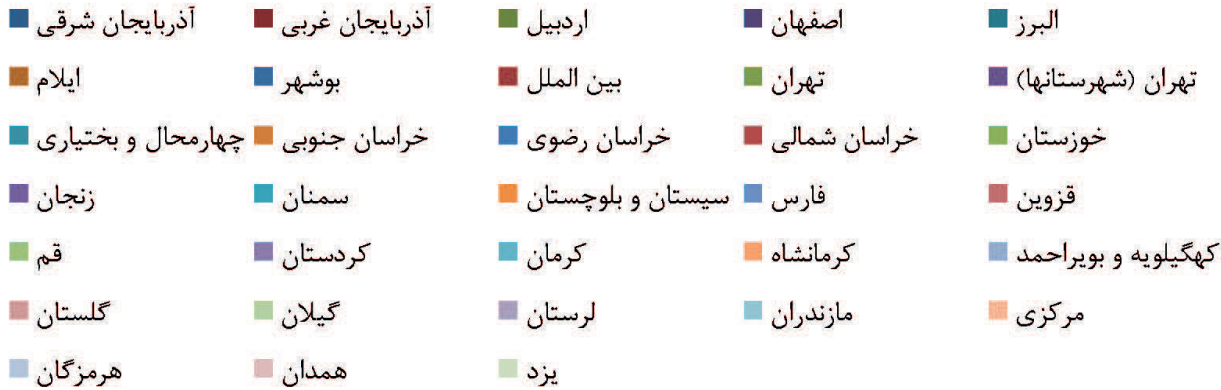 آذربایجان شرقی آذربایجان غربی اردبیل اصفهان البرز
ایلام بوشهر بین الملل تهران تهران (شهرستانها)
چهارمحال و بختیاری خراسان جنوبی خراسان رضوی خراسان شمالی خوزستان
زنجان سمنان سیستان و بلوچستان فارس قزوین
قم کردستان کرمان کرمانشاه کهگیلویه و بویراحمد
گلستان گیلان لرستان مازندران مرکزی
هرمزگان همدان یزد